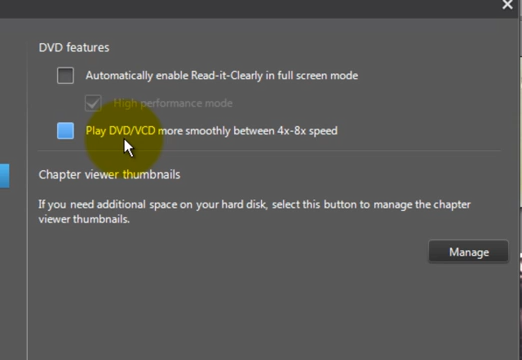 DVD features
Automatically enable Read-it-Clearly in full screen mode
High performance mode
Play DVD/VCD more smoothly between 4x-8x speed
Chapter viewer thumbnails
If you need additional space on your hard disk, select this button to manage the chapter
viewer thumbnails.
Manage